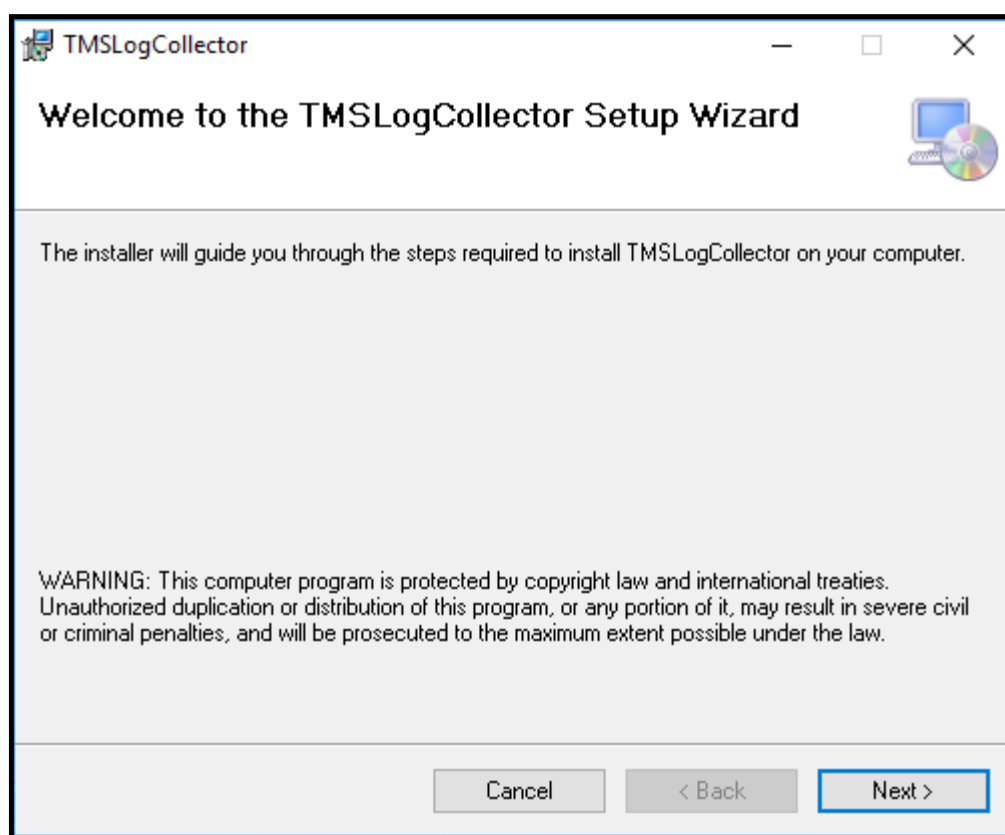 TMSLogCollector
Welcome to the TMSLogCollector Setup Wizard
The installer will guide you through the steps required to install TMSLogCollector on your computer.
WARNING: This computer program is protected by copyright law and international treaties.
Unauthorized duplication or distribution of this program, or any portion of it, may result in severe civil
or criminal penalties, and will be prosecuted to the maximum extent possible under the law.
Cancel
< Back
Next >